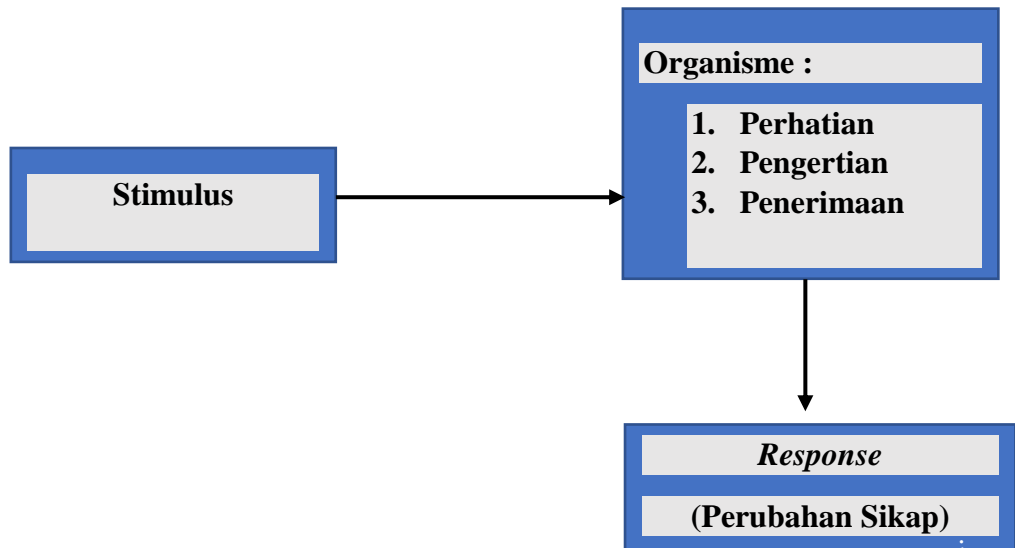 Stimulus
Organisme :
1. Perhatian
2. Pengertian
3. Penerimaan
Response
(Perubahan Sikap)